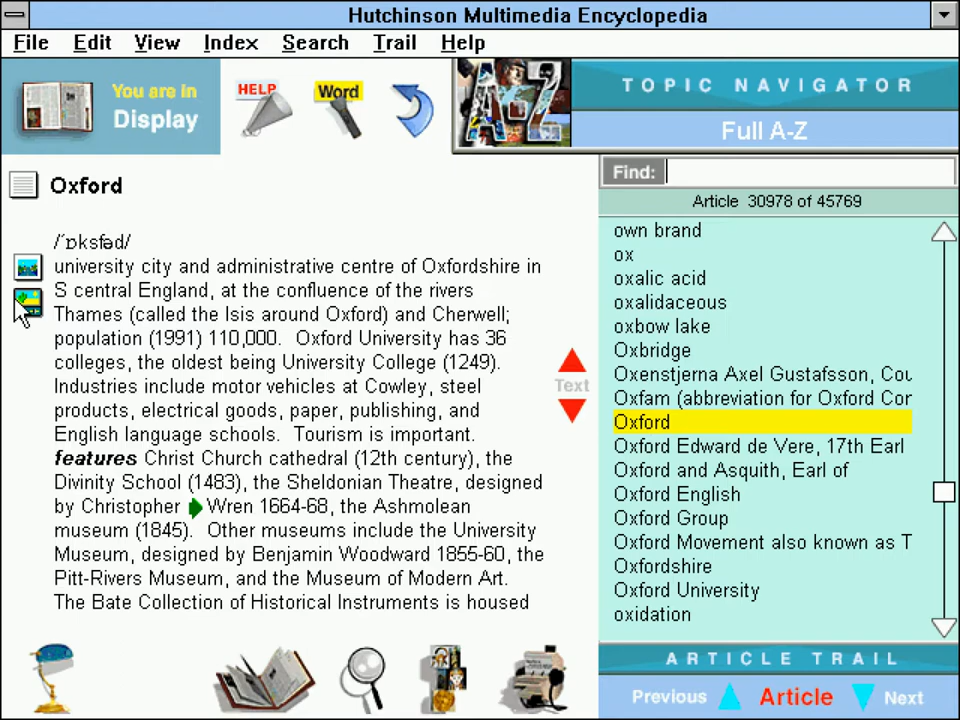 Hutchinson Multimedia Encyclopedia
File Edit View Index Search Trail Help
You are in
Display
HELP
Word
A-Z
TOPIC NAVIGATOR
Full A-Z
Oxford
/ˈɒksfəd/
university city and administrative centre of Oxfordshire in
S central England, at the confluence of the rivers
Thames (called the Isis around Oxford) and Cherwell;
population (1991) 110,000. Oxford University has 36
colleges, the oldest being University College (1249).
Industries include motor vehicles at Cowley, steel
products, electrical goods, paper, publishing, and
English language schools. Tourism is important.
features Christ Church cathedral (12th century), the
Divinity School (1483), the Sheldonian Theatre, designed
by Christopher Wren 1664-68, the Ashmolean
museum (1845). Other museums include the University
Museum, designed by Benjamin Woodward 1855-60, the
Pitt-Rivers Museum, and the Museum of Modern Art.
The Bate Collection of Historical Instruments is housed
Text
Find:
Article 30978 of 45769
own brand
ox
oxalic acid
oxalidaceous
oxbow lake
Oxbridge
Oxenstjerna Axel Gustafsson, Cou
Oxfam (abbreviation for Oxford Con
Oxford
Oxford Edward de Vere, 17th Earl
Oxford and Asquith, Earl of
Oxford English
Oxford Group
Oxford Movement also known as T
Oxfordshire
Oxford University
oxidation
ARTICLE TRAIL
Previous Article Next